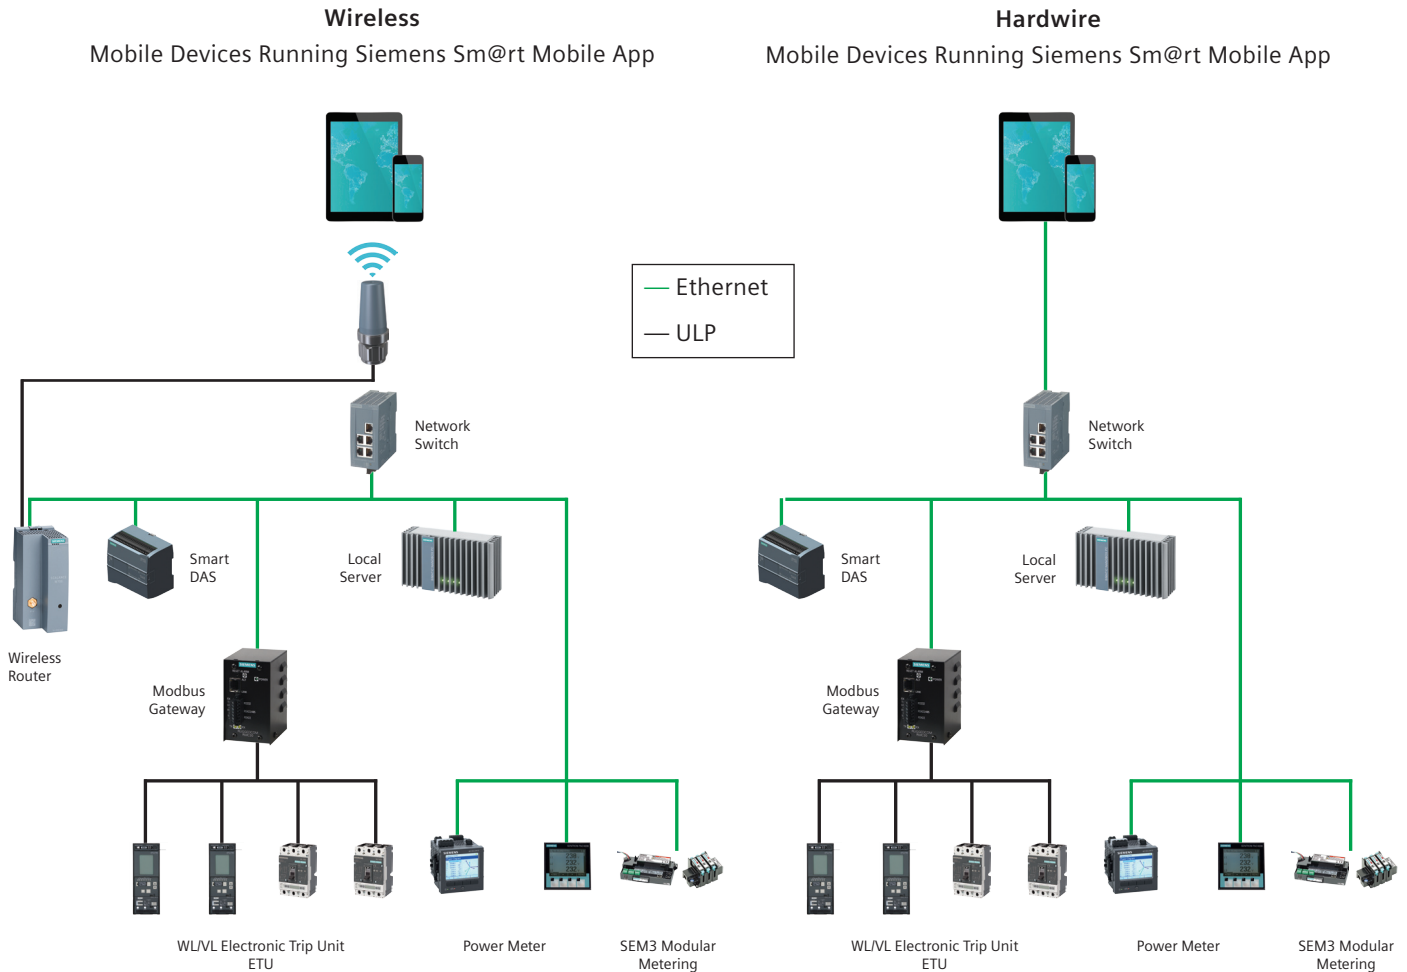 Wireless
Mobile Devices Running Siemens Sm@rt Mobile App
Hardwire
Mobile Devices Running Siemens Sm@rt Mobile App
Ethernet
ULP
Network
Switch
Smart
DAS
Local
Server
Wireless
Router
Modbus
Gateway
WL/VL Electronic Trip Unit
ETU
Power Meter
SEM3 Modular
Metering
Network
Switch
Smart
DAS
Local
Server
Modbus
Gateway
WL/VL Electronic Trip Unit
ETU
Power Meter
SEM3 Modular
Metering